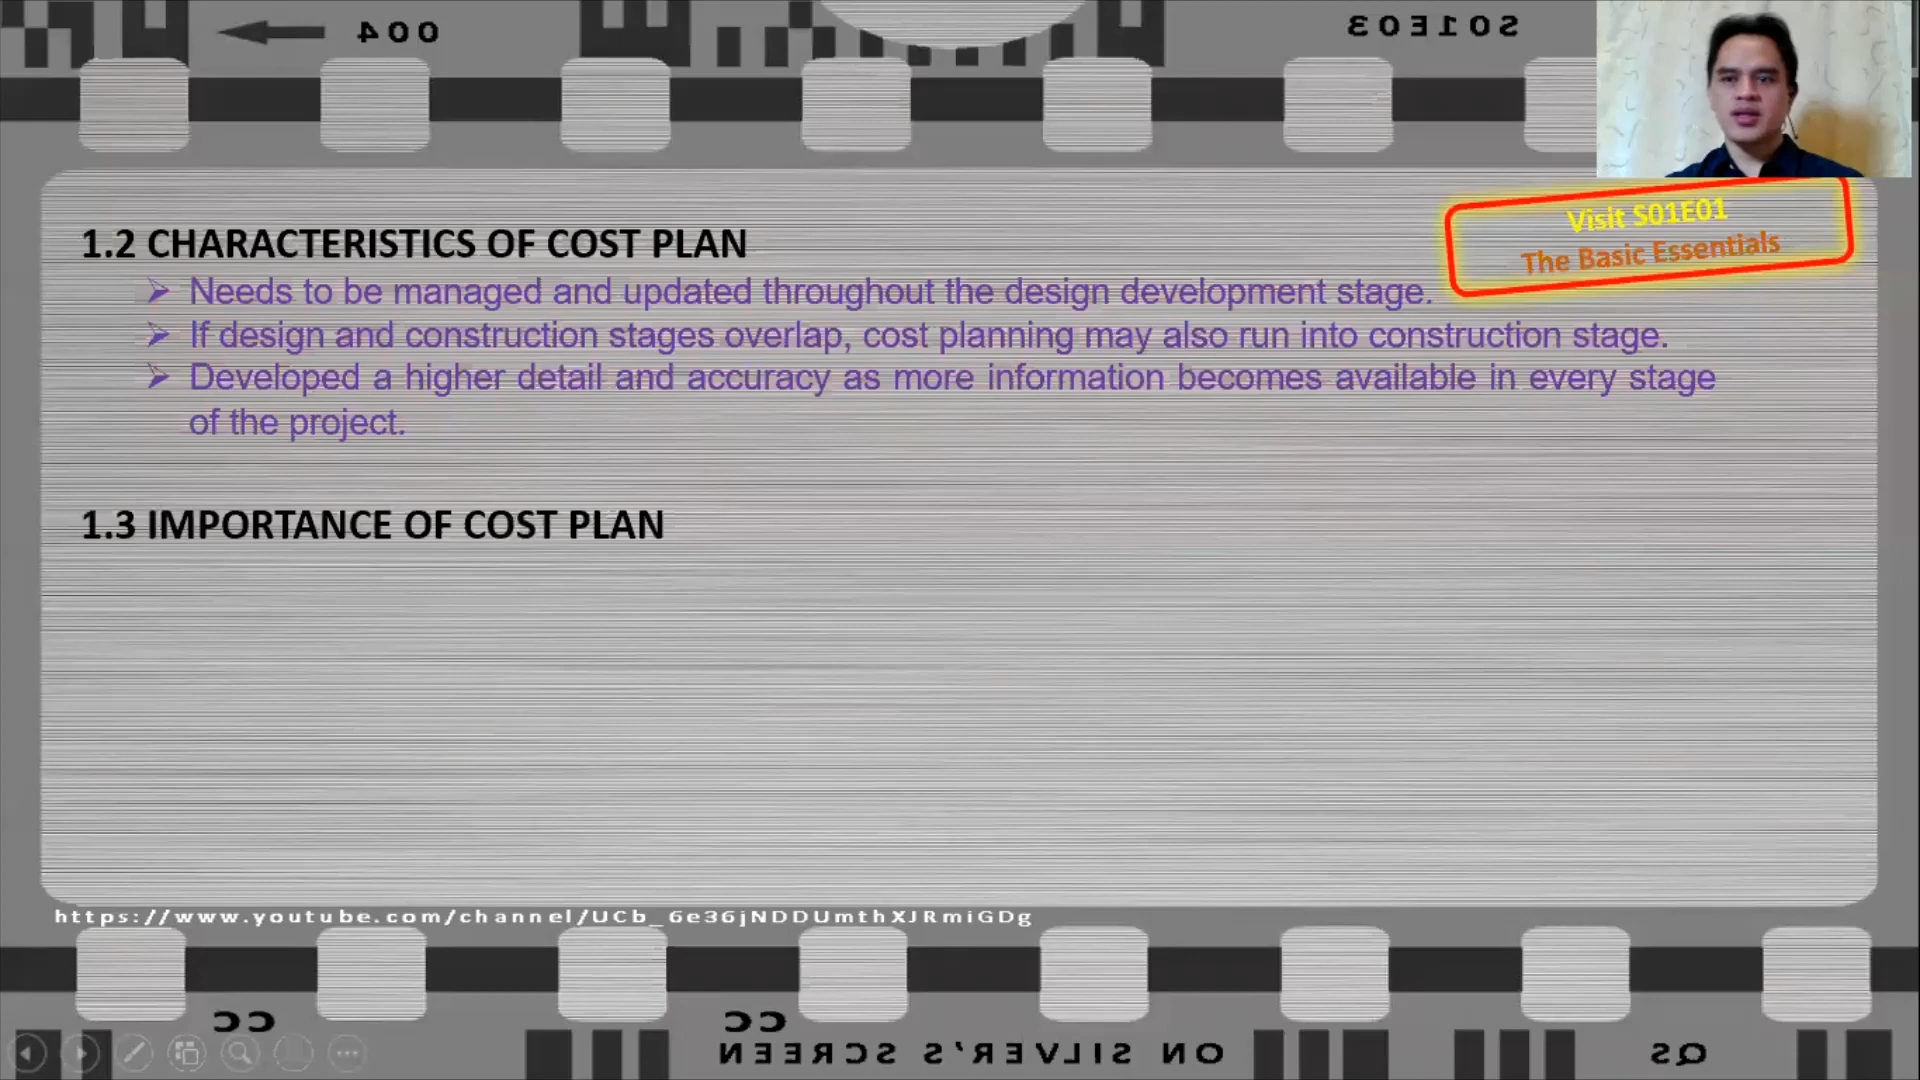 004
S01E03
Visit S01E01
The Basic Essentials
1.2 CHARACTERISTICS OF COST PLAN
➢ Needs to be managed and updated throughout the design development stage.
➢ If design and construction stages overlap, cost planning may also run into construction stage.
➢ Developed a higher detail and accuracy as more information becomes available in every stage
of the project.
1.3 IMPORTANCE OF COST PLAN
https://www.youtube.com/channel/UCb_6e36jNDDUmthXJRmiGDg
CC
CC
ON SILVER'S SCREEN
QS